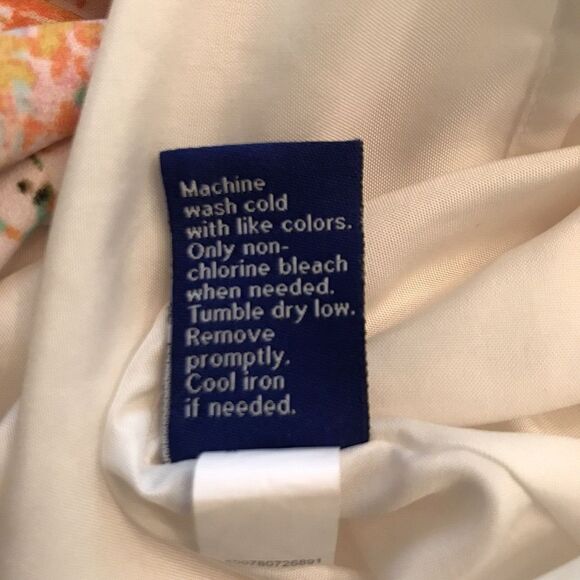 Machine
wash cold
with like colors.
Only non-
chlorine bleach
when needed.
Tumble dry low.
Remove
promptly.
Cool iron
if needed.